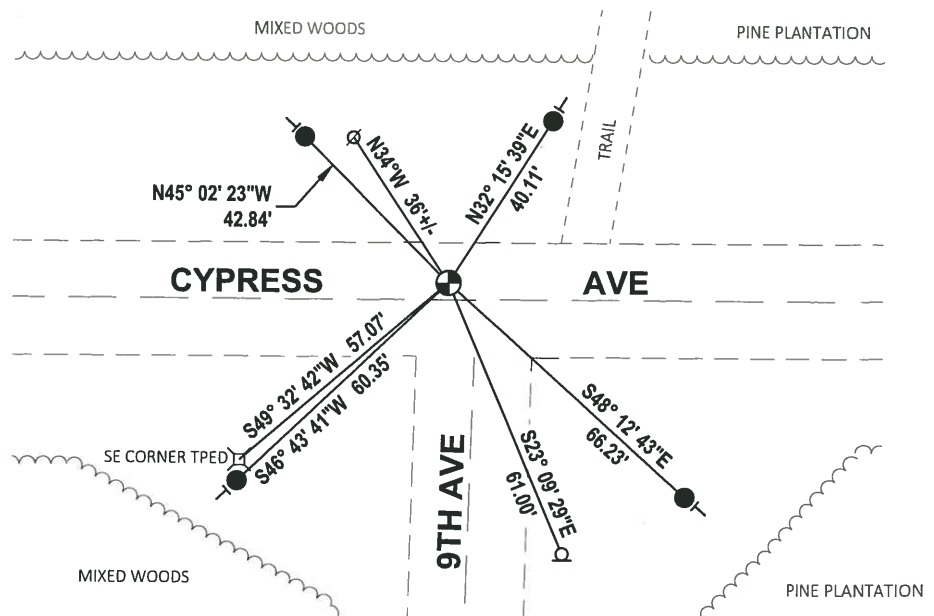 MIXED WOODS
PINE PLANTATION
TRAIL
N45° 02' 23"W
42.84'
N34°W 36'+/-
N32° 15' 39"E
40.11'
CYPRESS AVE
S49° 32' 42"W 57.07'
S46° 43' 41"W 60.35'
SE CORNER TPED
9TH AVE
S23° 09' 29"E
61.00'
S48° 12' 43"E
66.23'
MIXED WOODS
PINE PLANTATION